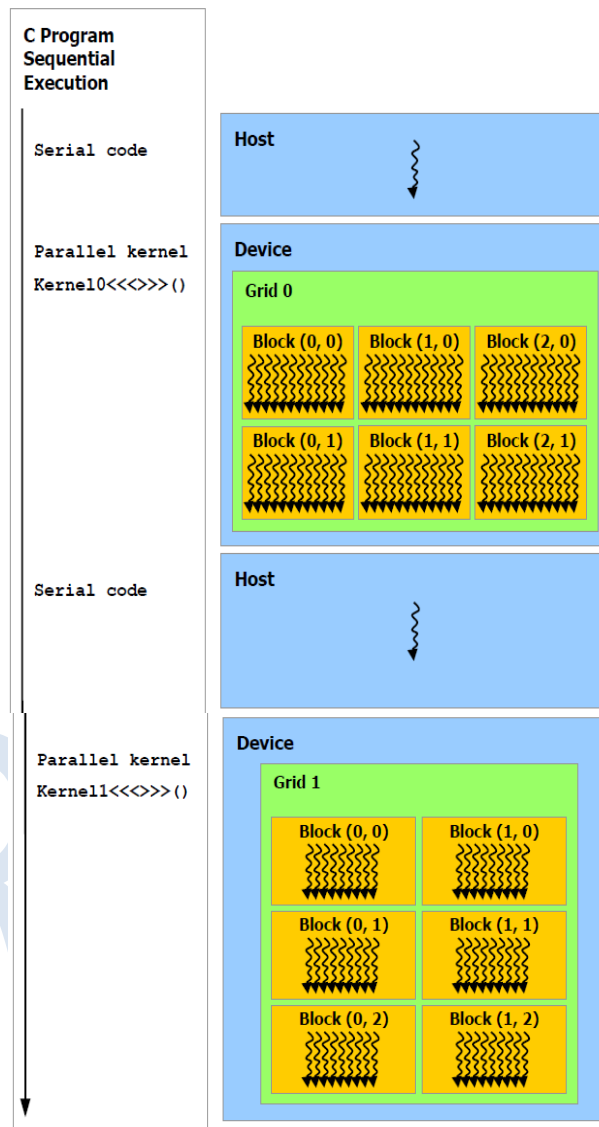 C Program
Sequential
Execution
Serial code
Host
Parallel kernel
Kernel0<<<>>>()
Device
Grid 0
Block (0, 0)
Block (1, 0)
Block (2, 0)
Block (0, 1)
Block (1, 1)
Block (2, 1)
Serial code
Host
Parallel kernel
Kernel1<<<>>>()
Device
Grid 1
Block (0, 0)
Block (1, 0)
Block (0, 1)
Block (1, 1)
Block (0, 2)
Block (1, 2)